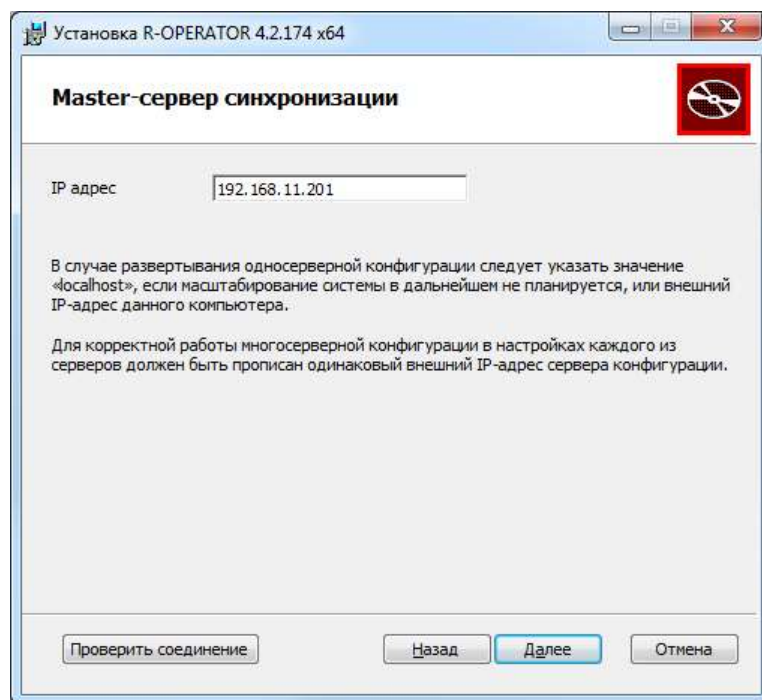 Установка R-OPERATOR 4.2.174 x64
Master-сервер синхронизации
IP адрес
192.168.11.201
В случае развертывания односерверной конфигурации следует указать значение
«localhost», если масштабирование системы в дальнейшем не планируется, или внешний
IP-адрес данного компьютера.
Для корректной работы многосерверной конфигурации в настройках каждого из
серверов должен быть прописан одинаковый внешний IP-адрес сервера конфигурации.
Проверить соединение
Назад
Далее
Отмена